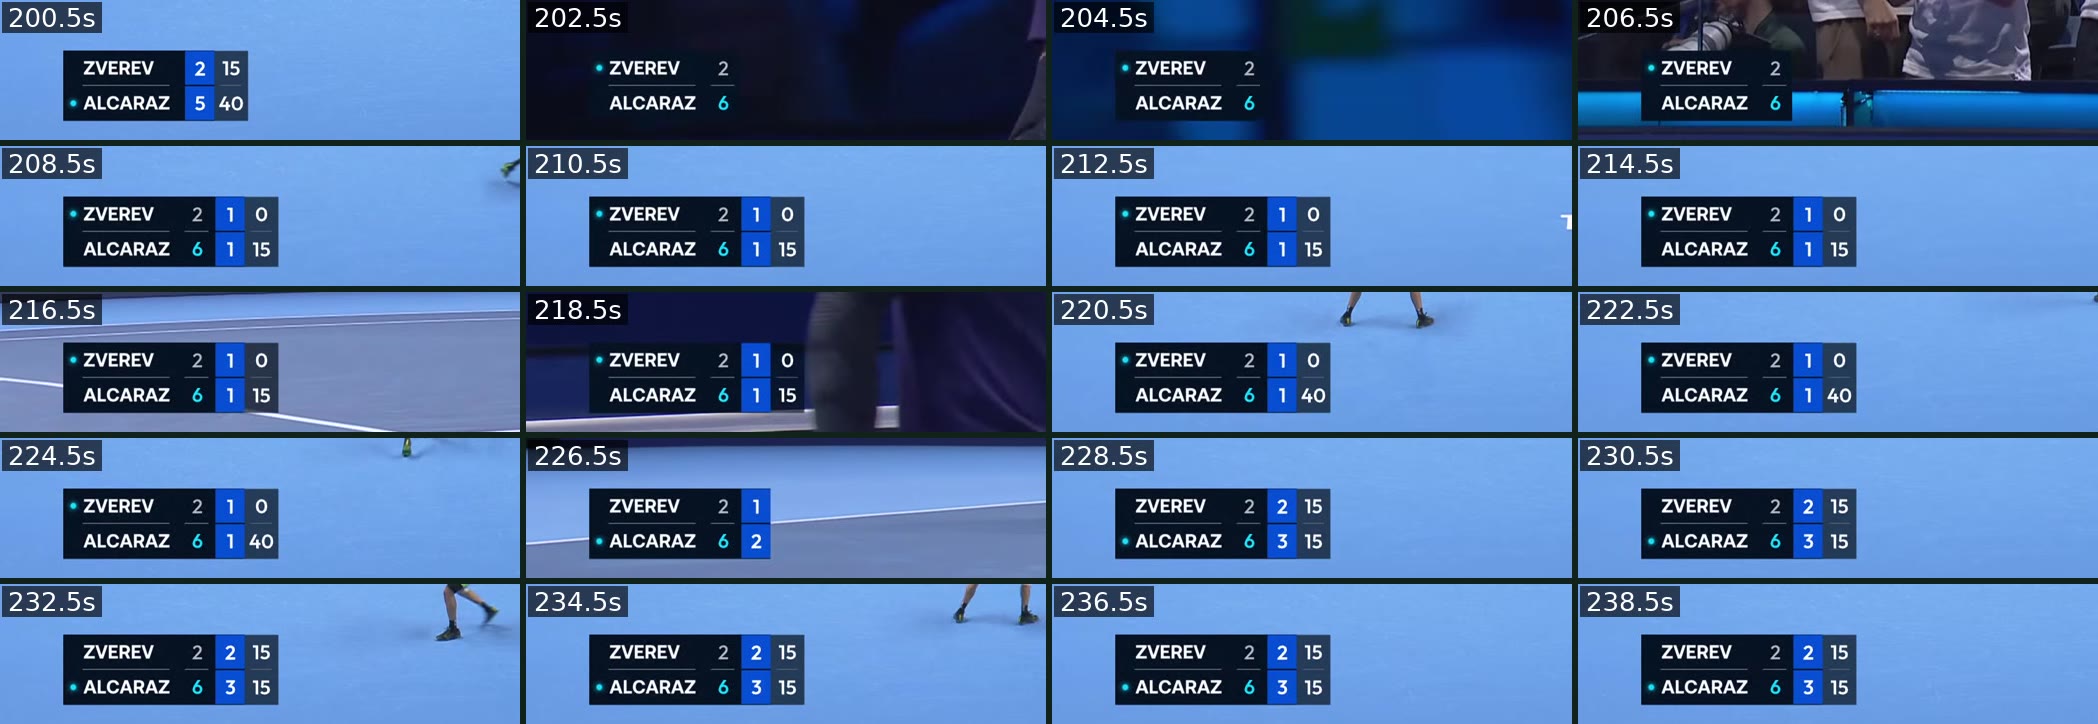 200.5s
ZVEREV 2 15
ALCARAZ 5 40
202.5s
ZVEREV 2
ALCARAZ 6
204.5s
ZVEREV 2
ALCARAZ 6
206.5s
ZVEREV 2
ALCARAZ 6
208.5s
ZVEREV 2 1 0
ALCARAZ 6 1 15
210.5s
ZVEREV 2 1 0
ALCARAZ 6 1 15
212.5s
ZVEREV 2 1 0
ALCARAZ 6 1 15
214.5s
ZVEREV 2 1 0
ALCARAZ 6 1 15
216.5s
ZVEREV 2 1 0
ALCARAZ 6 1 15
218.5s
ZVEREV 2 1 0
ALCARAZ 6 1 15
220.5s
ZVEREV 2 1 0
ALCARAZ 6 1 40
222.5s
ZVEREV 2 1 0
ALCARAZ 6 1 40
224.5s
ZVEREV 2 1 0
ALCARAZ 6 1 40
226.5s
ZVEREV 2 1
ALCARAZ 6 2
228.5s
ZVEREV 2 2 15
ALCARAZ 6 3 15
230.5s
ZVEREV 2 2 15
ALCARAZ 6 3 15
232.5s
ZVEREV 2 2 15
ALCARAZ 6 3 15
234.5s
ZVEREV 2 2 15
ALCARAZ 6 3 15
236.5s
ZVEREV 2 2 15
ALCARAZ 6 3 15
238.5s
ZVEREV 2 2 15
ALCARAZ 6 3 15